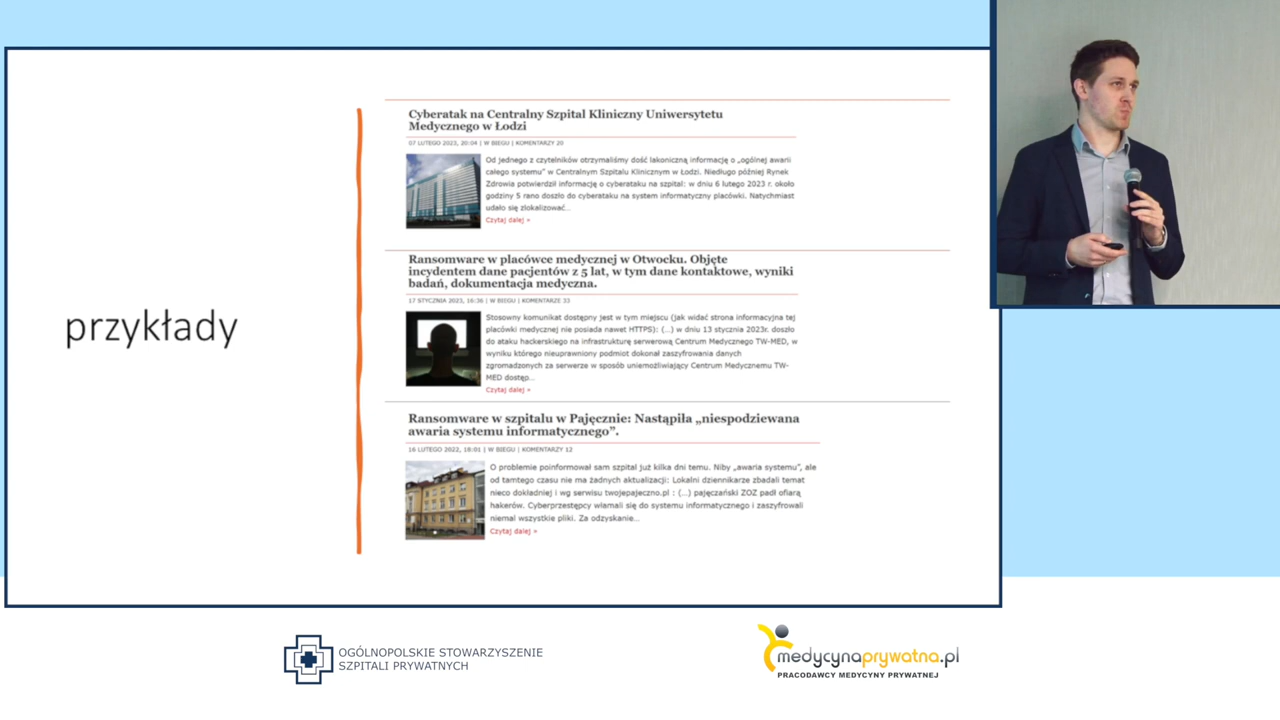 przykłady
Cyberatak na Centralny Szpital Kliniczny Uniwersytetu
Medycznego w Łodzi
07 LUTEGO 2023, 20:04 | W BIEGU | KOMENTARZY 20
Od jednego z czytelników otrzymaliśmy dość lakoniczną informację o „ogólnej awarii
całego systemu” w Centralnym Szpitalu Klinicznym w Łodzi. Niedługo później Rynek
Zdrowia potwierdził informację o cyberataku na szpital: w dniu 6 lutego 2023 r. około
godziny 5 rano doszło do cyberataku na system informatyczny placówki. Natychmiast
udało się zlokalizować...
Czytaj dalej »
Ransomware w placówce medycznej w Otwocku. Objęte
incydentem dane pacjentów z 5 lat, w tym dane kontaktowe, wyniki
badań, dokumentacja medyczna.
17 STYCZNIA 2023, 16:36 | W BIEGU | KOMENTARZE 33
Stosowny komunikat dostępny jest w tym miejscu (jak widać strona informacyjna tej
placówki medycznej nie posiada nawet HTTPS): (...) w dniu 13 stycznia 2023r. doszło
do ataku hackerskiego na infrastrukturę serwerową Centrum Medycznego TW-MED, w
wyniku którego nieuprawniony podmiot dokonał zaszyfrowania danych
zgromadzonych za serwerze w sposób uniemożliwiający Centrum Medycznemu TW-
MED dostęp...
Czytaj dalej »
Ransomware w szpitalu w Pajęcznie: Nastąpiła „niespodziewana
awaria systemu informatycznego”.
16 LUTEGO 2022, 18:01 | W BIEGU | KOMENTARZY 12
O problemie poinformował sam szpital już kilka dni temu. Niby „awaria systemu”, ale
od tamtego czasu nie ma żadnych aktualizacji: Lokalni dziennikarze zbadali temat
nieco dokładniej i wg serwisu twojepajeczno.pl : (...) pajęczański ZOZ padł ofiarą
hakerów. Cyberprzestępcy włamali się do systemu informatycznego i zaszyfrowali
niemal wszystkie pliki. Za odzyskanie...
Czytaj dalej »
OGÓLNOPOLSKIE STOWARZYSZENIE
SZPITALI PRYWATNYCH
medycynaprywatna.pl
PRACODAWCY MEDYCYNY PRYWATNEJ